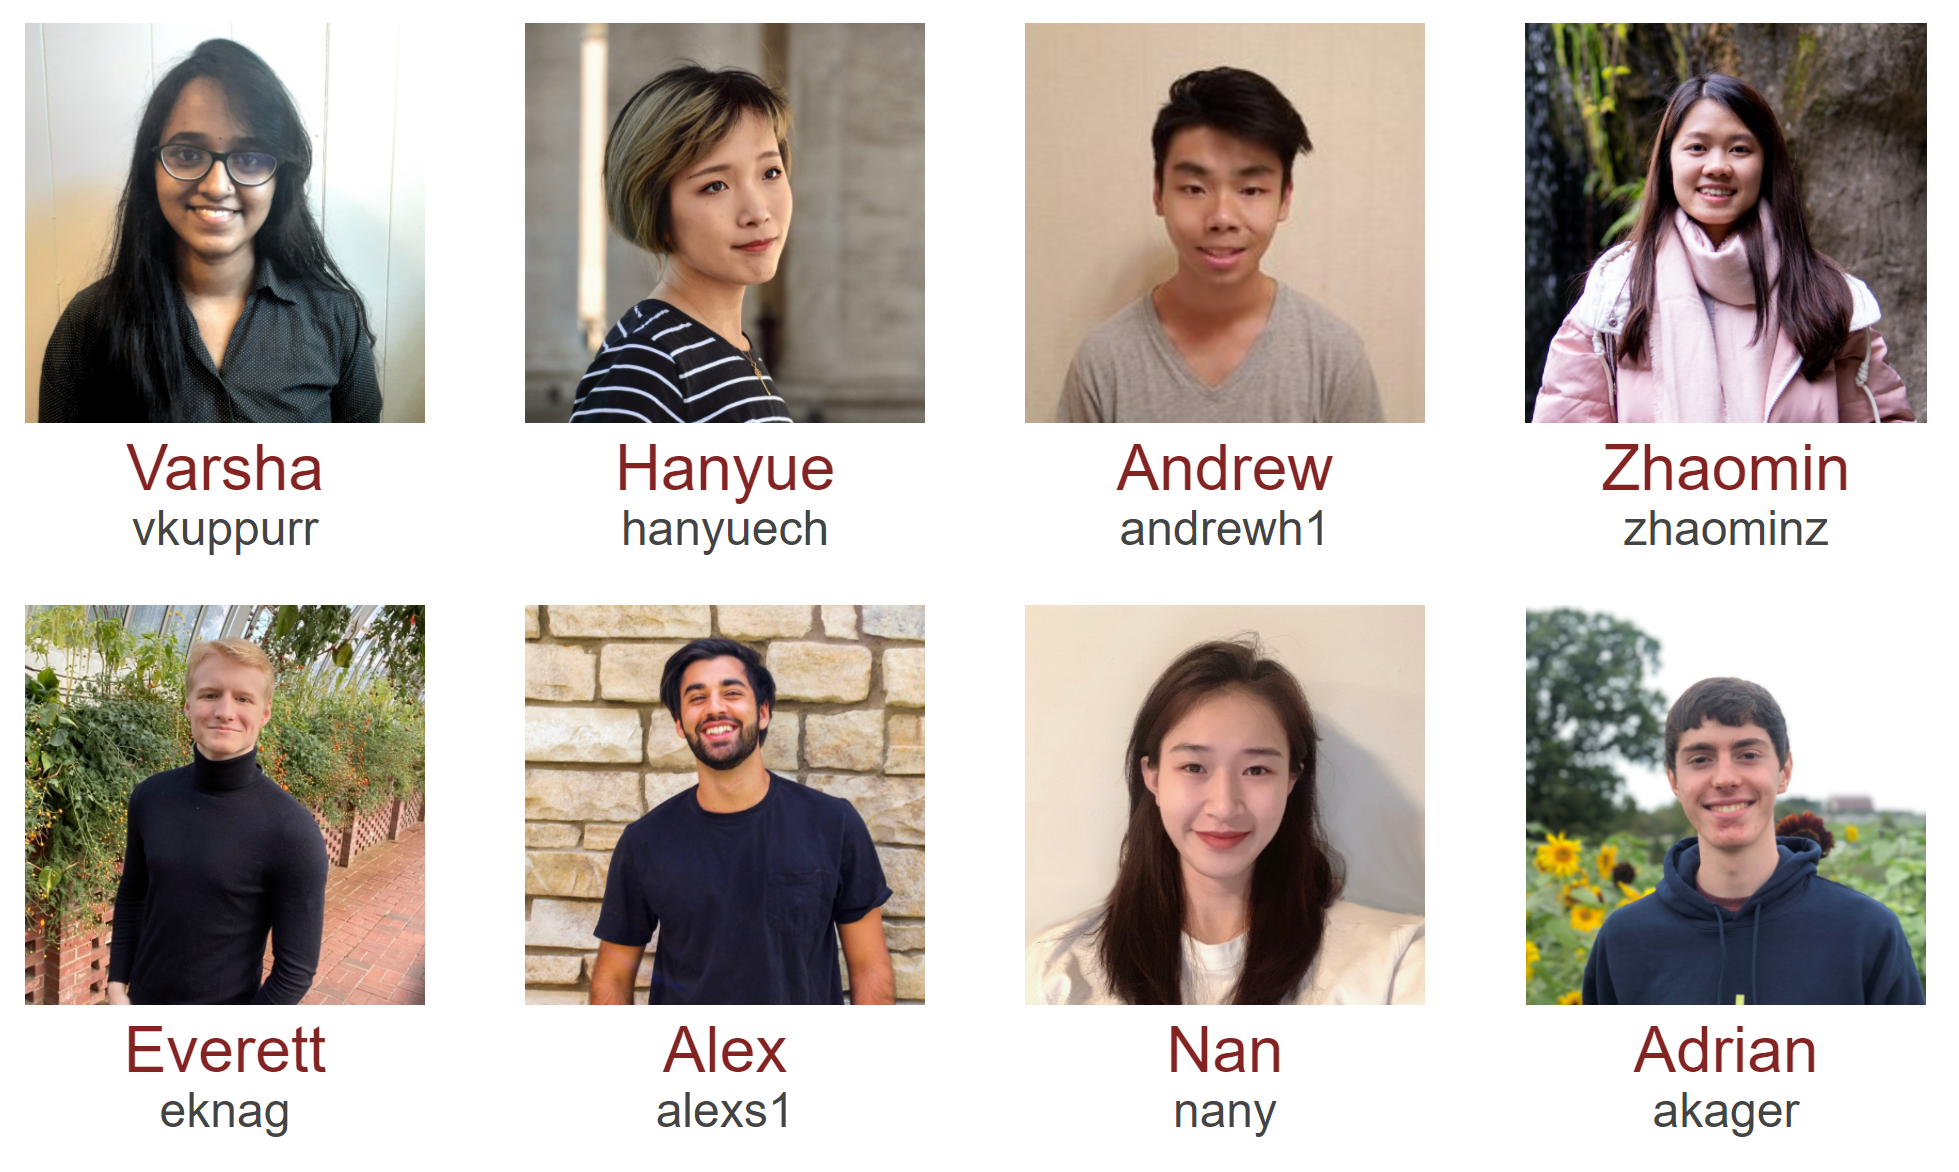 Varsha
vkuppurr
Hanyue
hanyuech
Andrew
andrewh1
Zhaomin
zhaominz
Everett
eknag
Alex
alexs1
Nan
nany
Adrian
akager